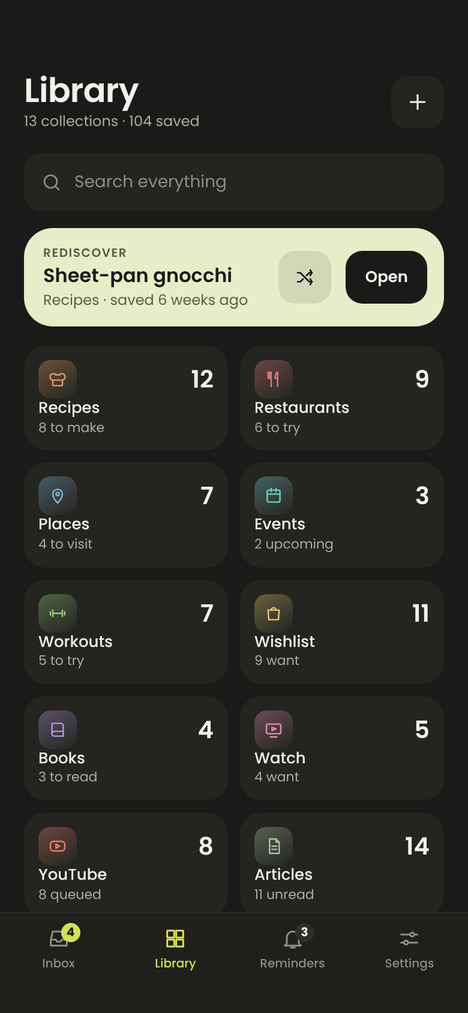 Library
13 collections · 104 saved
Search everything
REDISCOVER
Sheet-pan gnocchi
Recipes · saved 6 weeks ago
Open
12
Recipes
8 to make
9
Restaurants
6 to try
7
Places
4 to visit
3
Events
2 upcoming
7
Workouts
5 to try
11
Wishlist
9 want
4
Books
3 to read
5
Watch
4 want
8
YouTube
8 queued
14
Articles
11 unread
4
Inbox
Library
3
Reminders
Settings